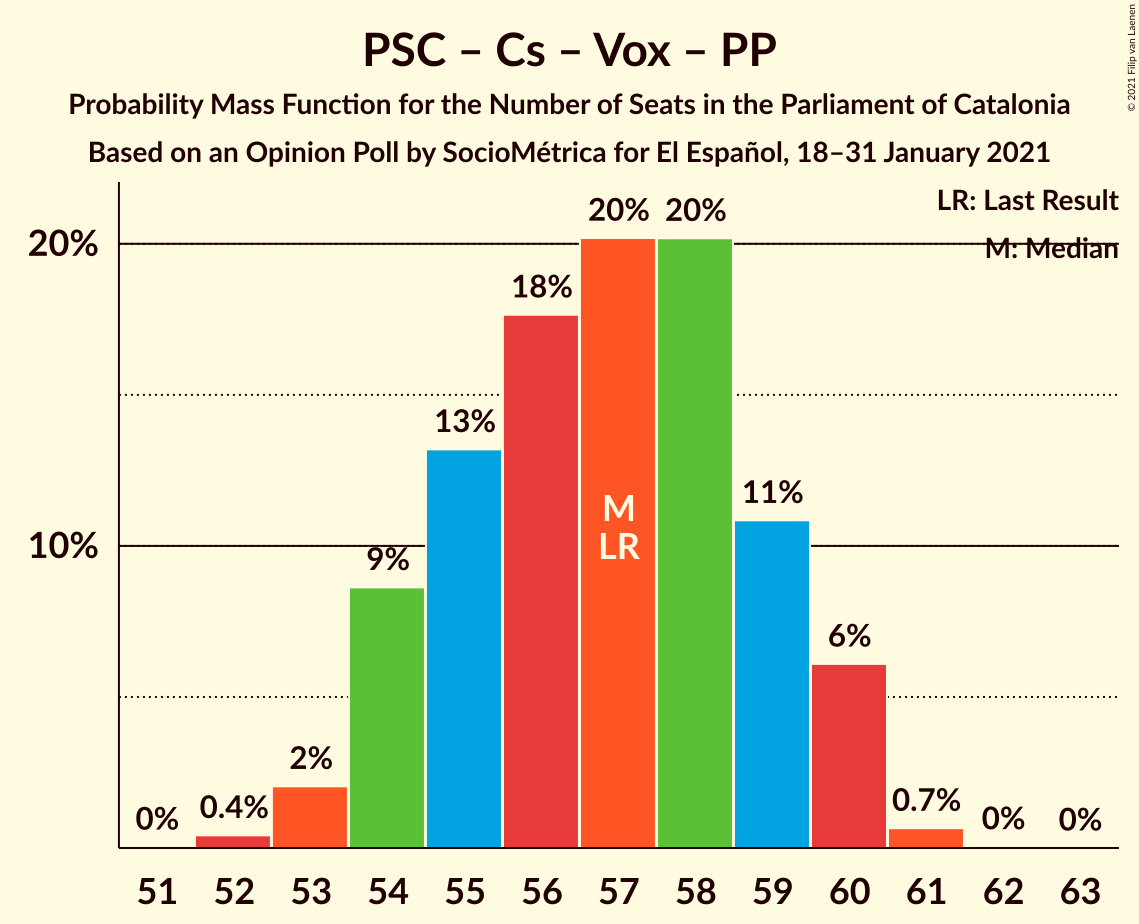 PSC – Cs – Vox – PP
Probability Mass Function for the Number of Seats in the Parliament of Catalonia
Based on an Opinion Poll by SocioMétrica for El Español, 18–31 January 2021
© 2021 Filip van Laenen
LR: Last Result
M: Median
20%
10%
0%
0.4%
2%
9%
13%
18%
20%
20%
11%
6%
0.7%
0%
0%
M
LR
51 52 53 54 55 56 57 58 59 60 61 62 63